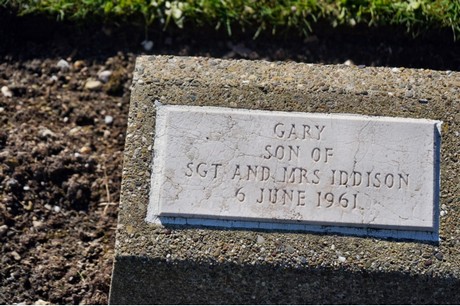 GARY
SON OF
SGT AND MRS IDDISON
6 JUNE 1961